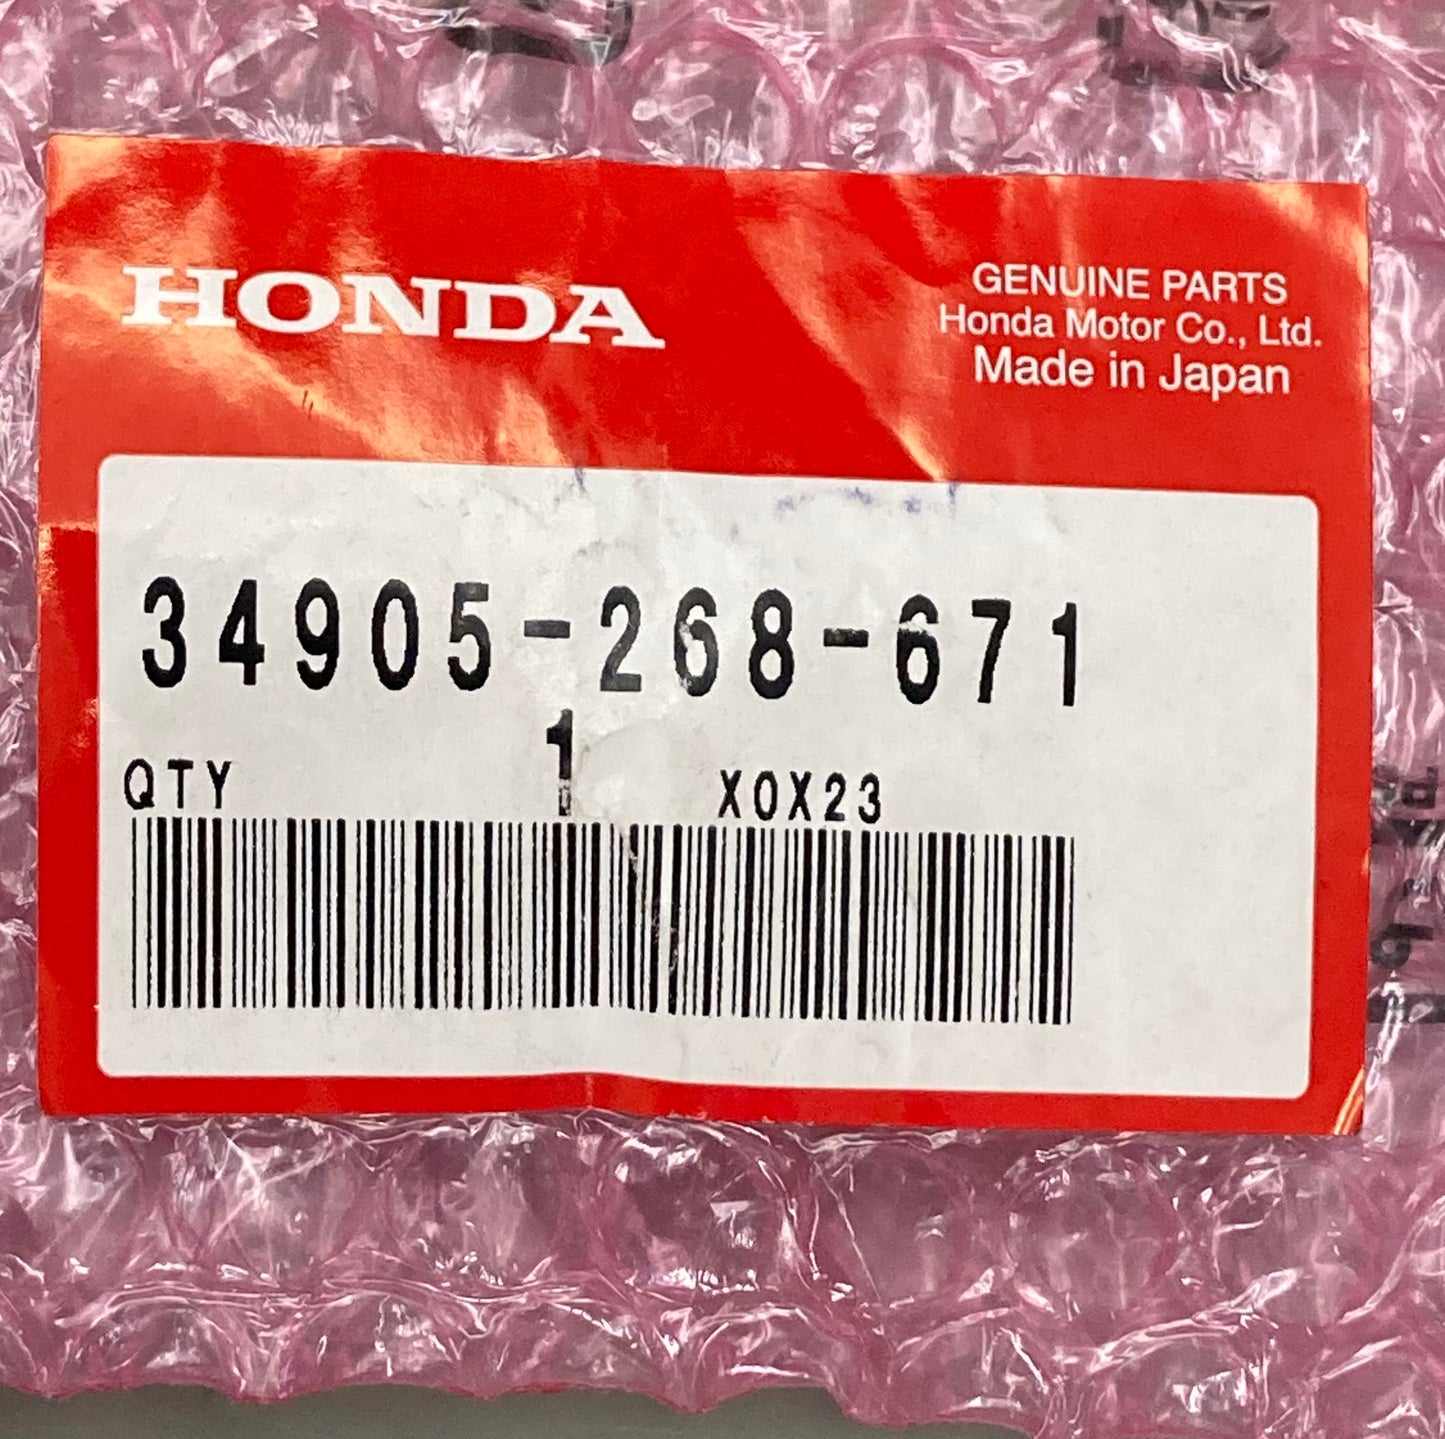 HONDA
GENUINE PARTS
Honda Motor Co., Ltd.
Made in Japan
34905-268-671
QTY 1 X0X23